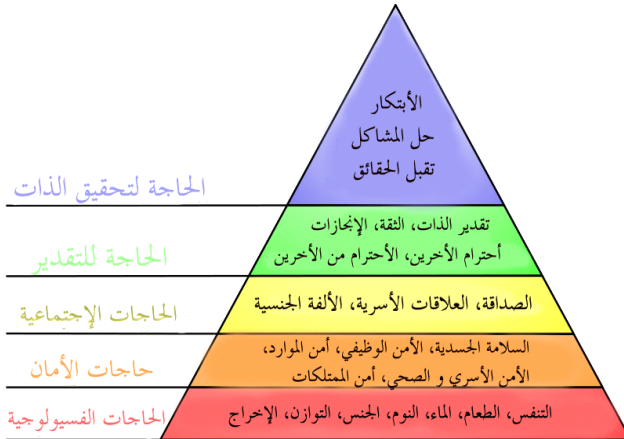 الأبتكار
حل المشاكل
تقبل الحقائق
الحاجة لتحقيق الذات
تقدير الذات، الثقة، الإنجازات
أحترام الأخرين، الأحترام من الأخرين
الحاجة للتقدير
الصداقة، العلاقات الأسرية، الألفة الجنسية
الحاجات الإجتماعية
السلامة الجسدية، الأمن الوظيفي، أمن الموارد،
الأمن الأسري و الصحي، أمن الممتلكات
حاجات الأمان
التنفس، الطعام، الماء، النوم، الجنس، التوازن، الإخراج
الحاجات الفسيولوجية